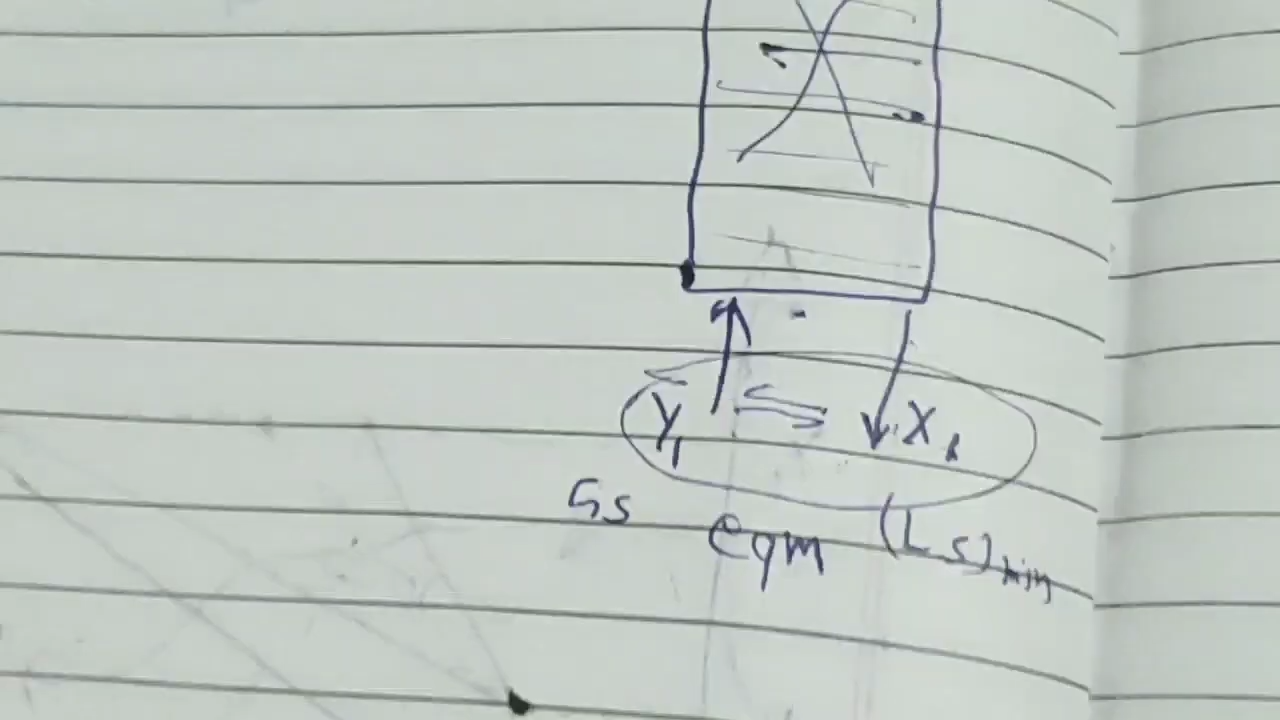 Y₁ ⇌ X₁
Gs eqm (Ls)min